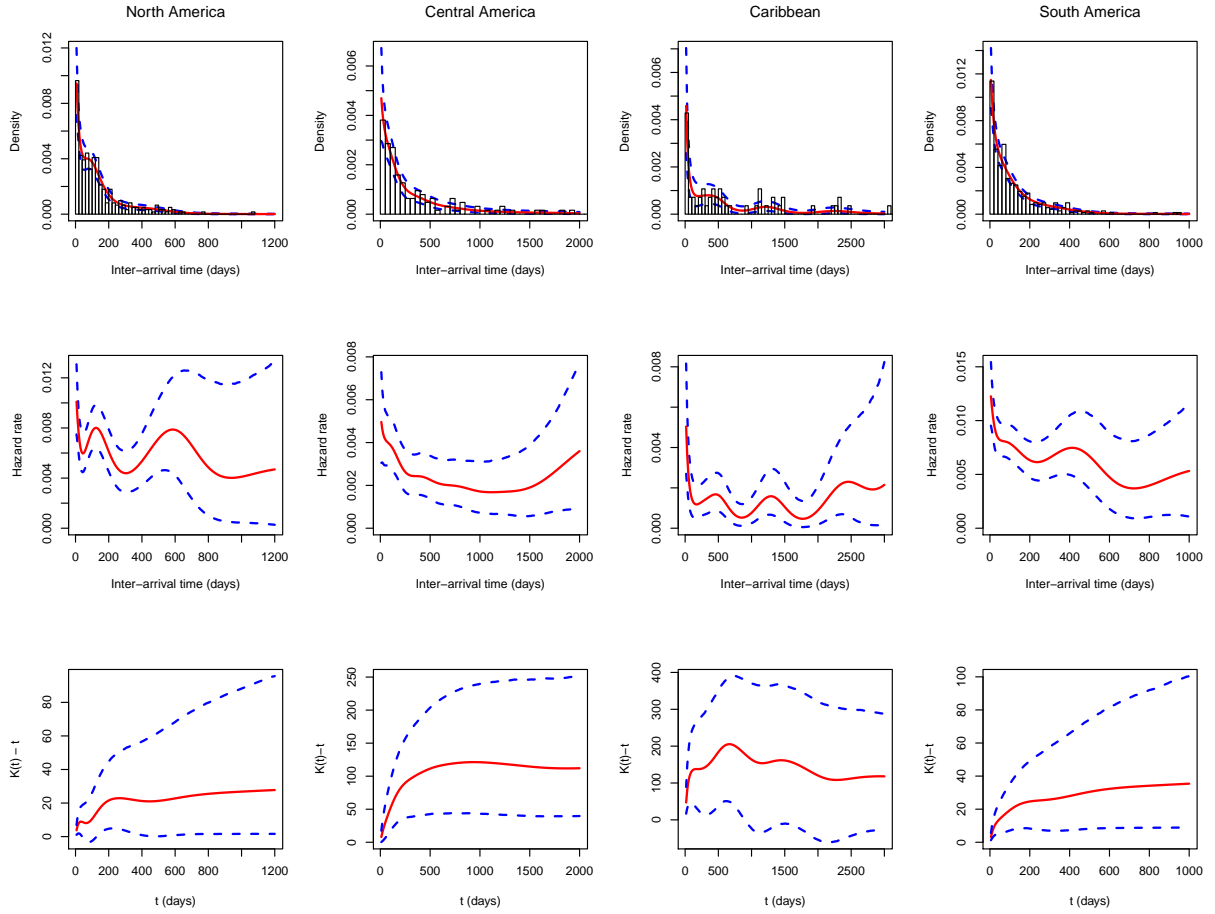 North America
Central America
Caribbean
South America
Density
0.000 0.004 0.008 0.012
0 200 400 600 800 1200
Inter−arrival time (days)
Density
0.000 0.002 0.004 0.006
0 500 1000 1500 2000
Inter−arrival time (days)
Density
0.000 0.002 0.004 0.006
0 500 1500 2500
Inter−arrival time (days)
Density
0.000 0.004 0.008 0.012
0 200 400 600 800 1000
Inter−arrival time (days)
Hazard rate
0.000 0.004 0.008 0.012
0 200 400 600 800 1200
Inter−arrival time (days)
Hazard rate
0.000 0.002 0.004 0.006 0.008
0 500 1000 1500 2000
Inter−arrival time (days)
Hazard rate
0.000 0.004 0.008
0 500 1500 2500
Inter−arrival time (days)
Hazard rate
0.000 0.005 0.010 0.015
0 200 400 600 800 1000
Inter−arrival time (days)
K(t) − t
0 20 40 60 80
0 200 400 600 800 1200
t (days)
K(t)−t
0 50 100 150 200 250
0 500 1000 1500 2000
t (days)
K(t)−t
0 100 200 300 400
0 500 1500 2500
t (days)
K(t)−t
0 20 40 60 80 100
0 200 400 600 800 1000
t (days)